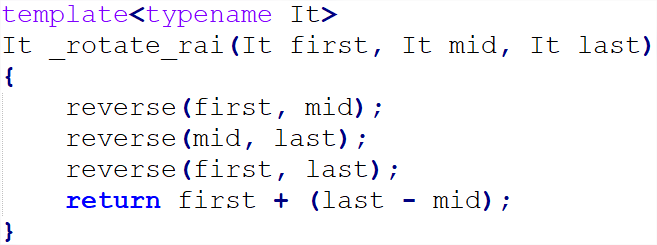 template<typename It>
It _rotate_rai(It first, It mid, It last)
{
    reverse(first, mid);
    reverse(mid, last);
    reverse(first, last);
    return first + (last - mid);
}